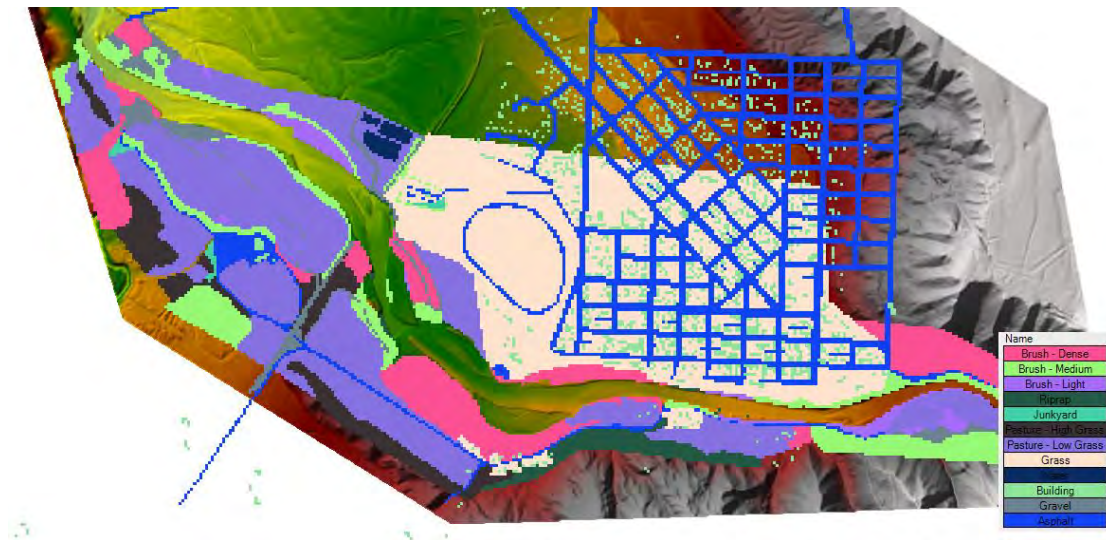 Name
Brush - Dense
Brush - Medium
Brush - Light
Riprap
Junkyard
Pasture - High Grass
Pasture - Low Grass
Grass
Building
Gravel
Asphalt